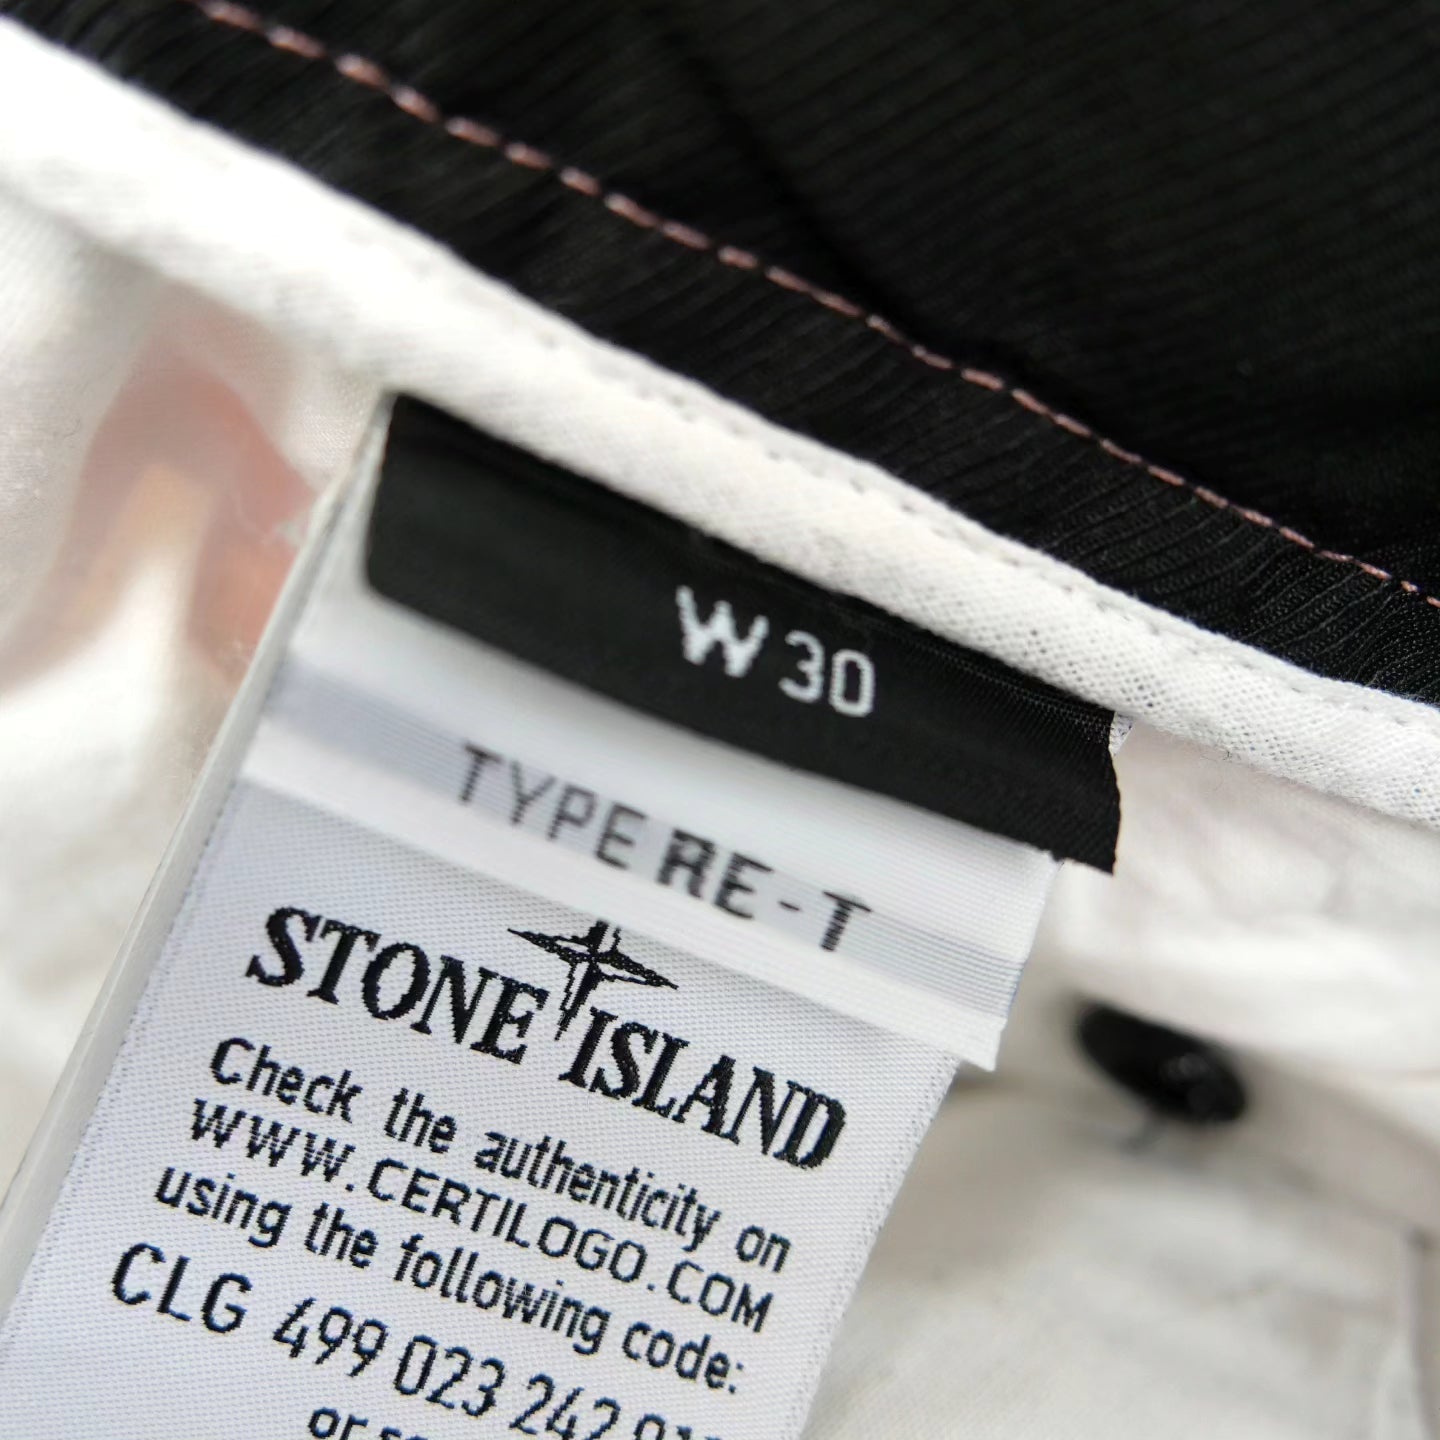 W 30
TYPE RE-T
STONE ISLAND
Check the authenticity on
WWW.CERTILOGO.COM
using the following code:
CLG 499 023 242
or